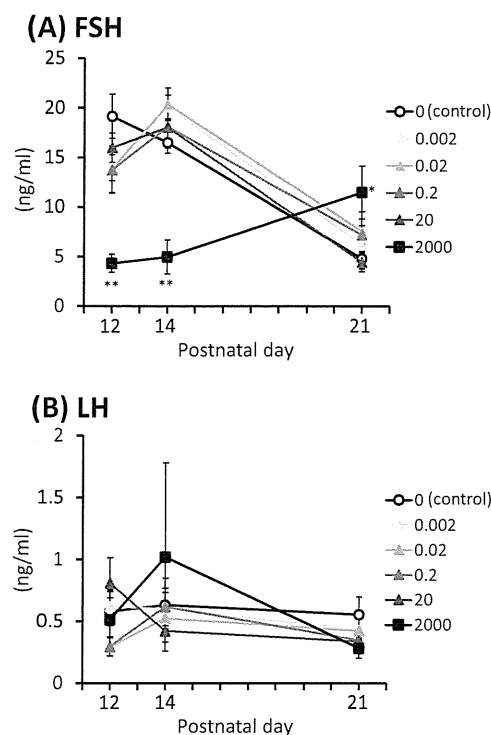 (A) FSH
25
20
15
10
5
0
(ng/ml)
12 14 21
Postnatal day
** ** *
0 (control)
0.002
0.02
0.2
20
2000
(B) LH
2
1.5
1
0.5
0
(ng/ml)
12 14 21
Postnatal day
0 (control)
0.002
0.02
0.2
20
2000